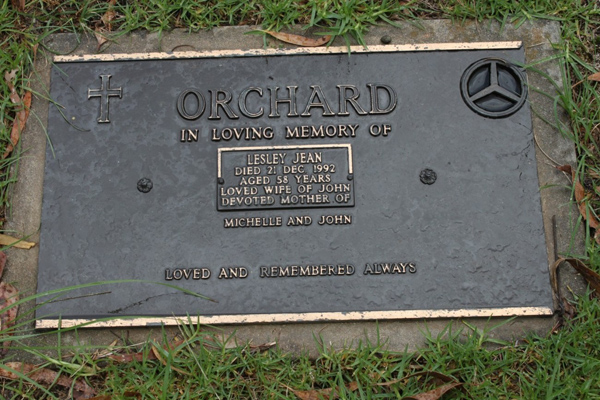 ORCHARD
IN LOVING MEMORY OF
LESLEY JEAN
DIED 21 DEC 1992
AGED 58 YEARS
LOVED WIFE OF JOHN
DEVOTED MOTHER OF
MICHELLE AND JOHN
LOVED AND REMEMBERED ALWAYS